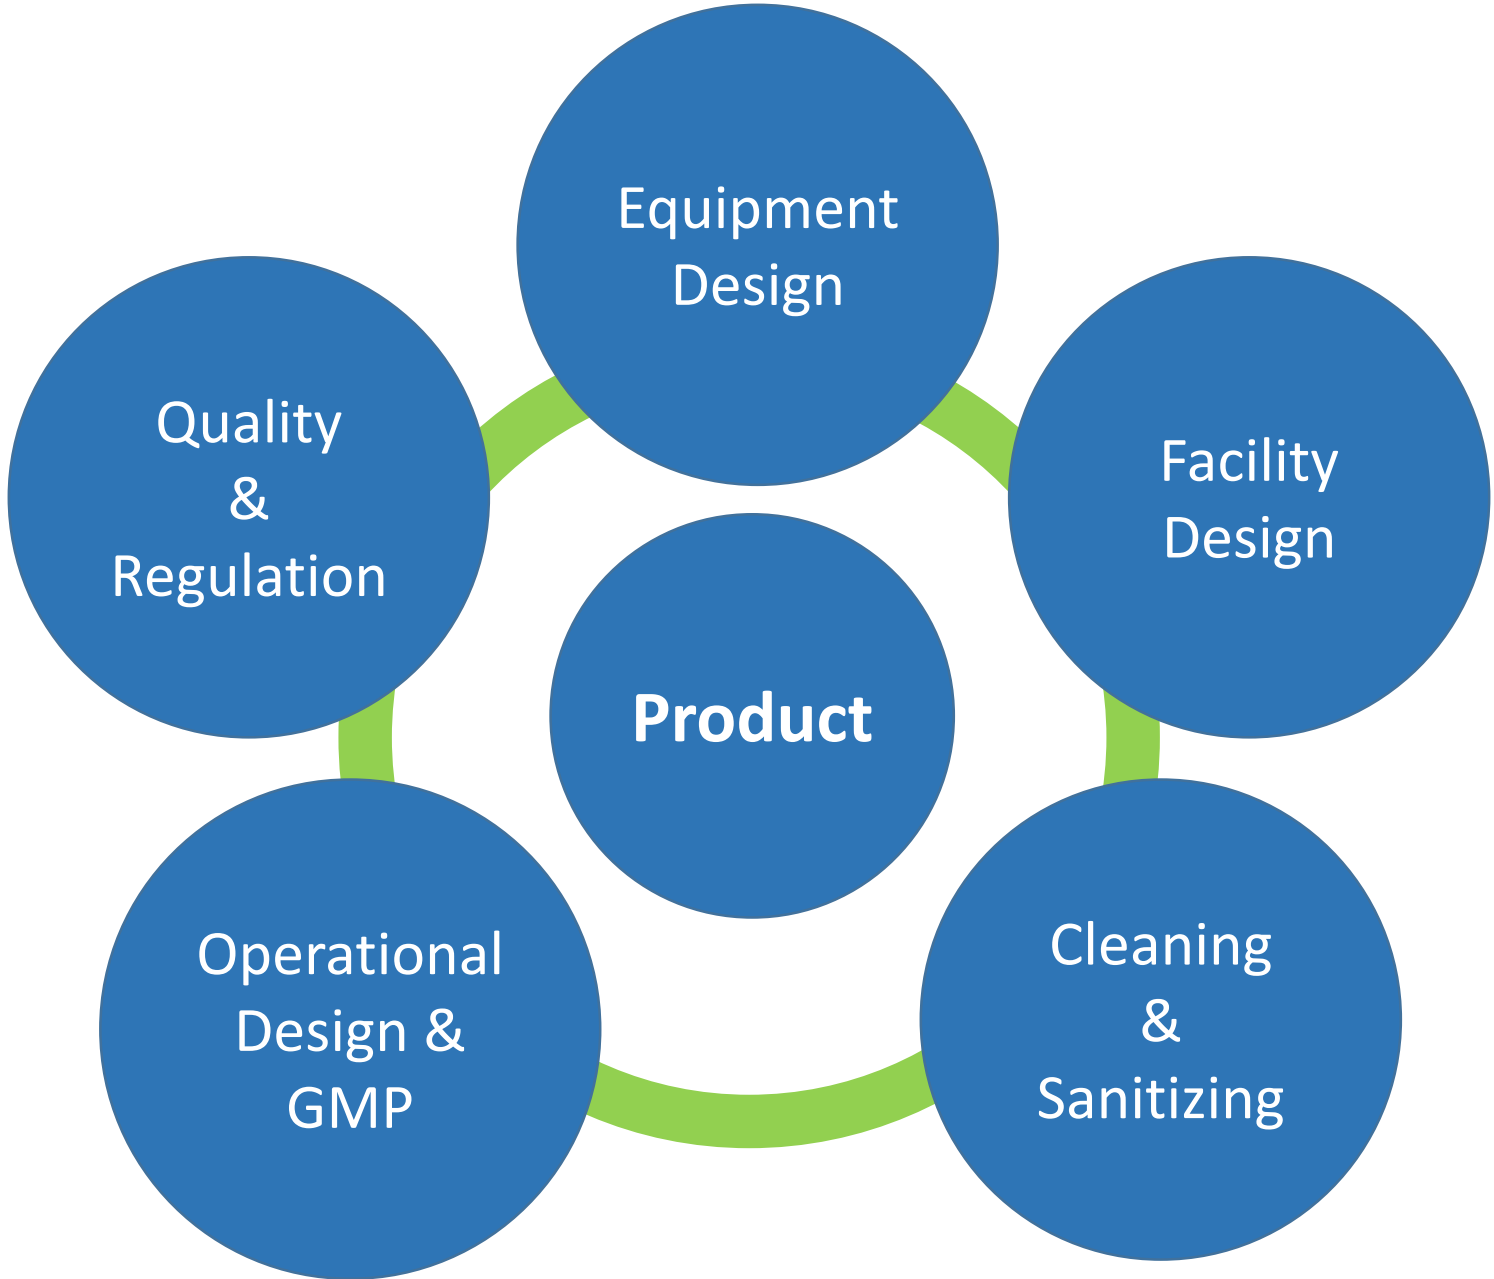 Equipment
Design
Quality
&
Regulation
Facility
Design
Product
Operational
Design &
GMP
Cleaning
&
Sanitizing